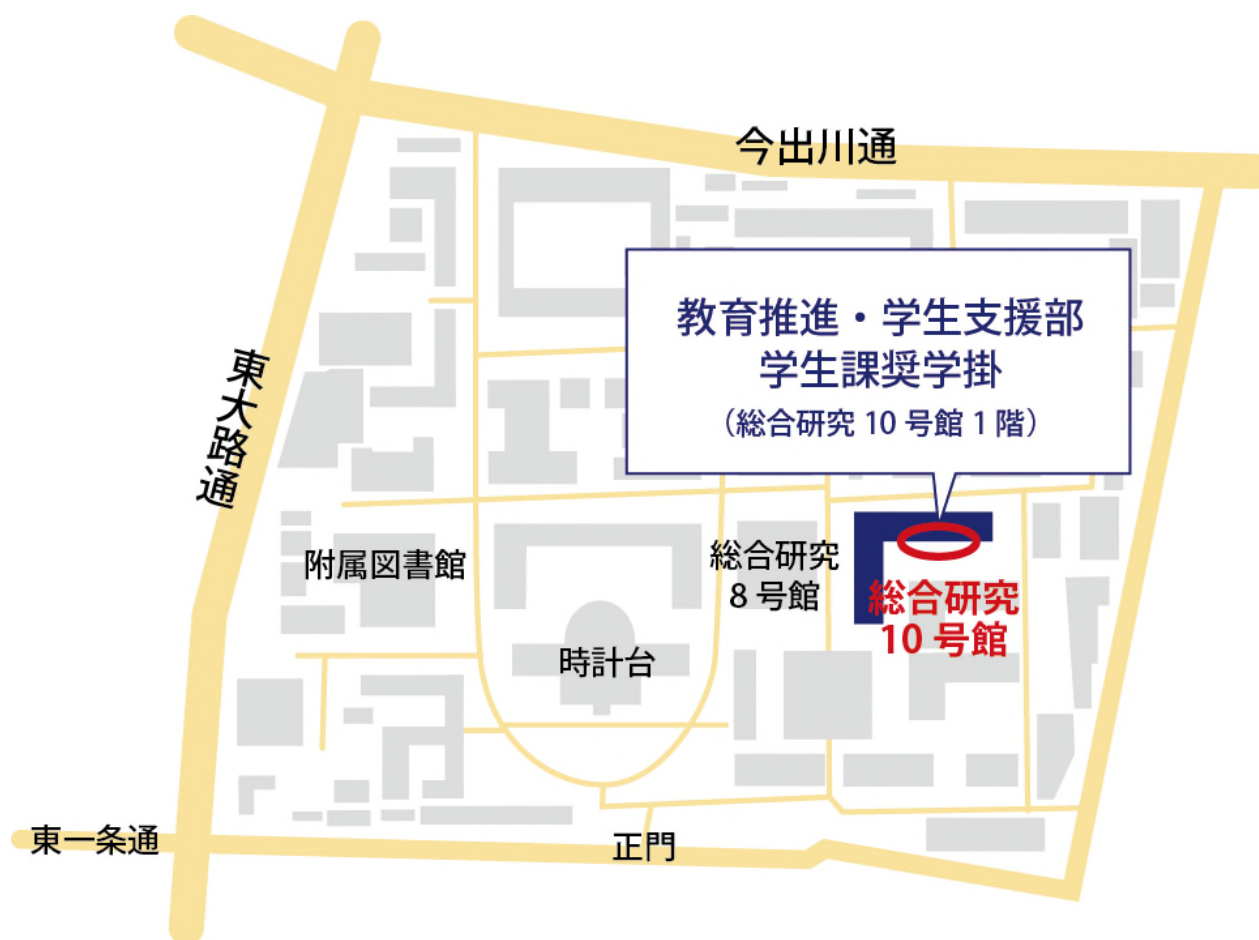 今出川通
教育推進・学生支援部
学生課奨学掛
（総合研究 10 号館 1 階）
東大路通
附属図書館
総合研究
8 号館
総合研究
10 号館
時計台
東一条通
正門